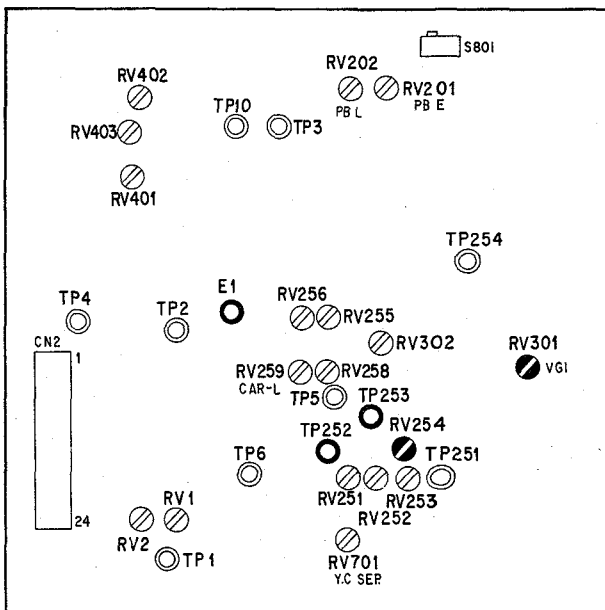 S801
RV402
RV202
RV201
PB L
PB E
TP10
TP3
RV403
RV401
TP254
E1
TP4
TP2
RV256
RV255
CN2
1
RV302
RV301
VG1
RV259
RV258
CAR-L
TP5
TP253
RV254
TP252
TP6
TP251
RV251
RV253
RV252
RV1
24
RV2
TP1
RV701
Y.C SEP.